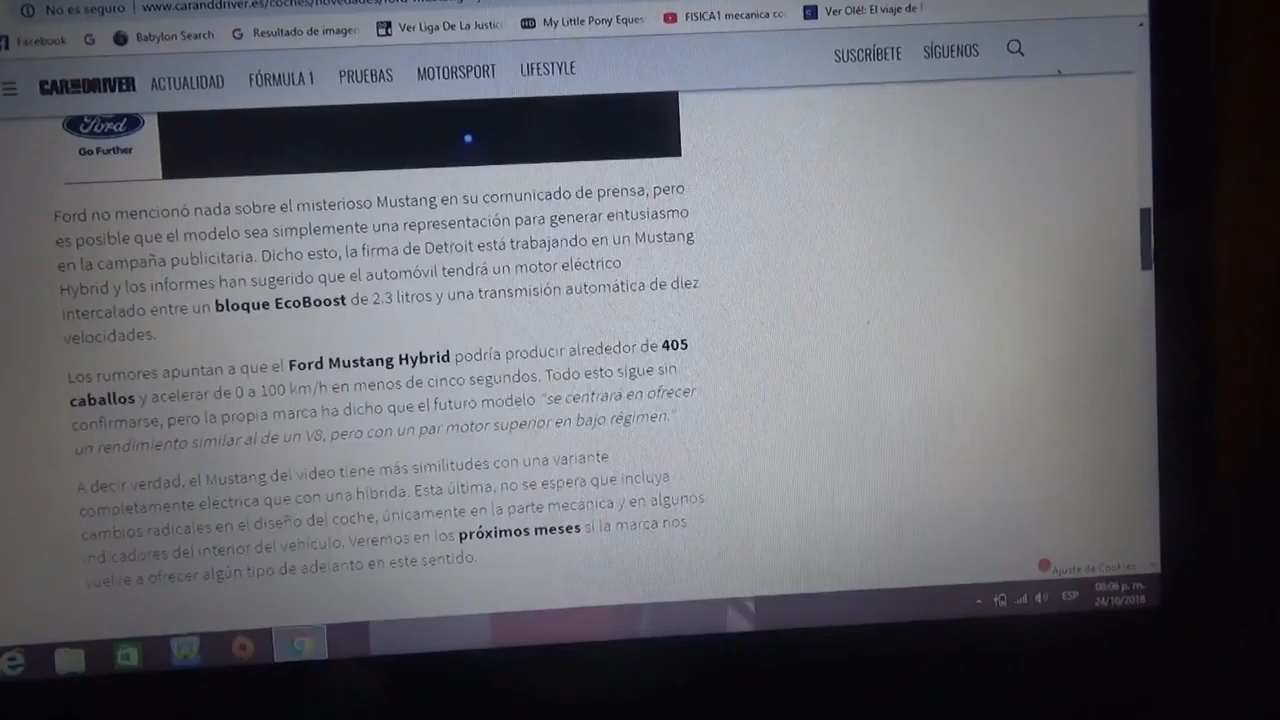 No es seguro | www.caranddriver.es/coches/novedades/ford-mustang
Facebook G Babylon Search G Resultado de imagen Ver Liga De La Justic HD My Little Pony Eques FISICA1 mecanica co Ver Olé!: El viaje de
CAR AND DRIVER ACTUALIDAD FÓRMULA 1 PRUEBAS MOTORSPORT LIFESTYLE SUSCRÍBETE SÍGUENOS
Ford
Go Further
Ford no mencionó nada sobre el misterioso Mustang en su comunicado de prensa, pero
es posible que el modelo sea simplemente una representación para generar entusiasmo
en la campaña publicitaria. Dicho esto, la firma de Detroit está trabajando en un Mustang
Hybrid y los informes han sugerido que el automóvil tendrá un motor eléctrico
intercalado entre un bloque EcoBoost de 2.3 litros y una transmisión automática de diez
velocidades.
Los rumores apuntan a que el Ford Mustang Hybrid podría producir alrededor de 405
caballos y acelerar de 0 a 100 km/h en menos de cinco segundos. Todo esto sigue sin
confirmarse, pero la propia marca ha dicho que el futuro modelo "se centrará en ofrecer
un rendimiento similar al de un V8, pero con un par motor superior en bajo régimen."
A decir verdad, el Mustang del video tiene más similitudes con una variante
completamente eléctrica que con una híbrida. Esta última, no se espera que incluya
cambios radicales en el diseño del coche, únicamente en la parte mecánica y en algunos
indicadores del interior del vehículo. Veremos en los próximos meses si la marca nos
vuelve a ofrecer algún tipo de adelanto en este sentido.
Ajuste de Cookies
ESP 08:06 p. m.
24/10/2018